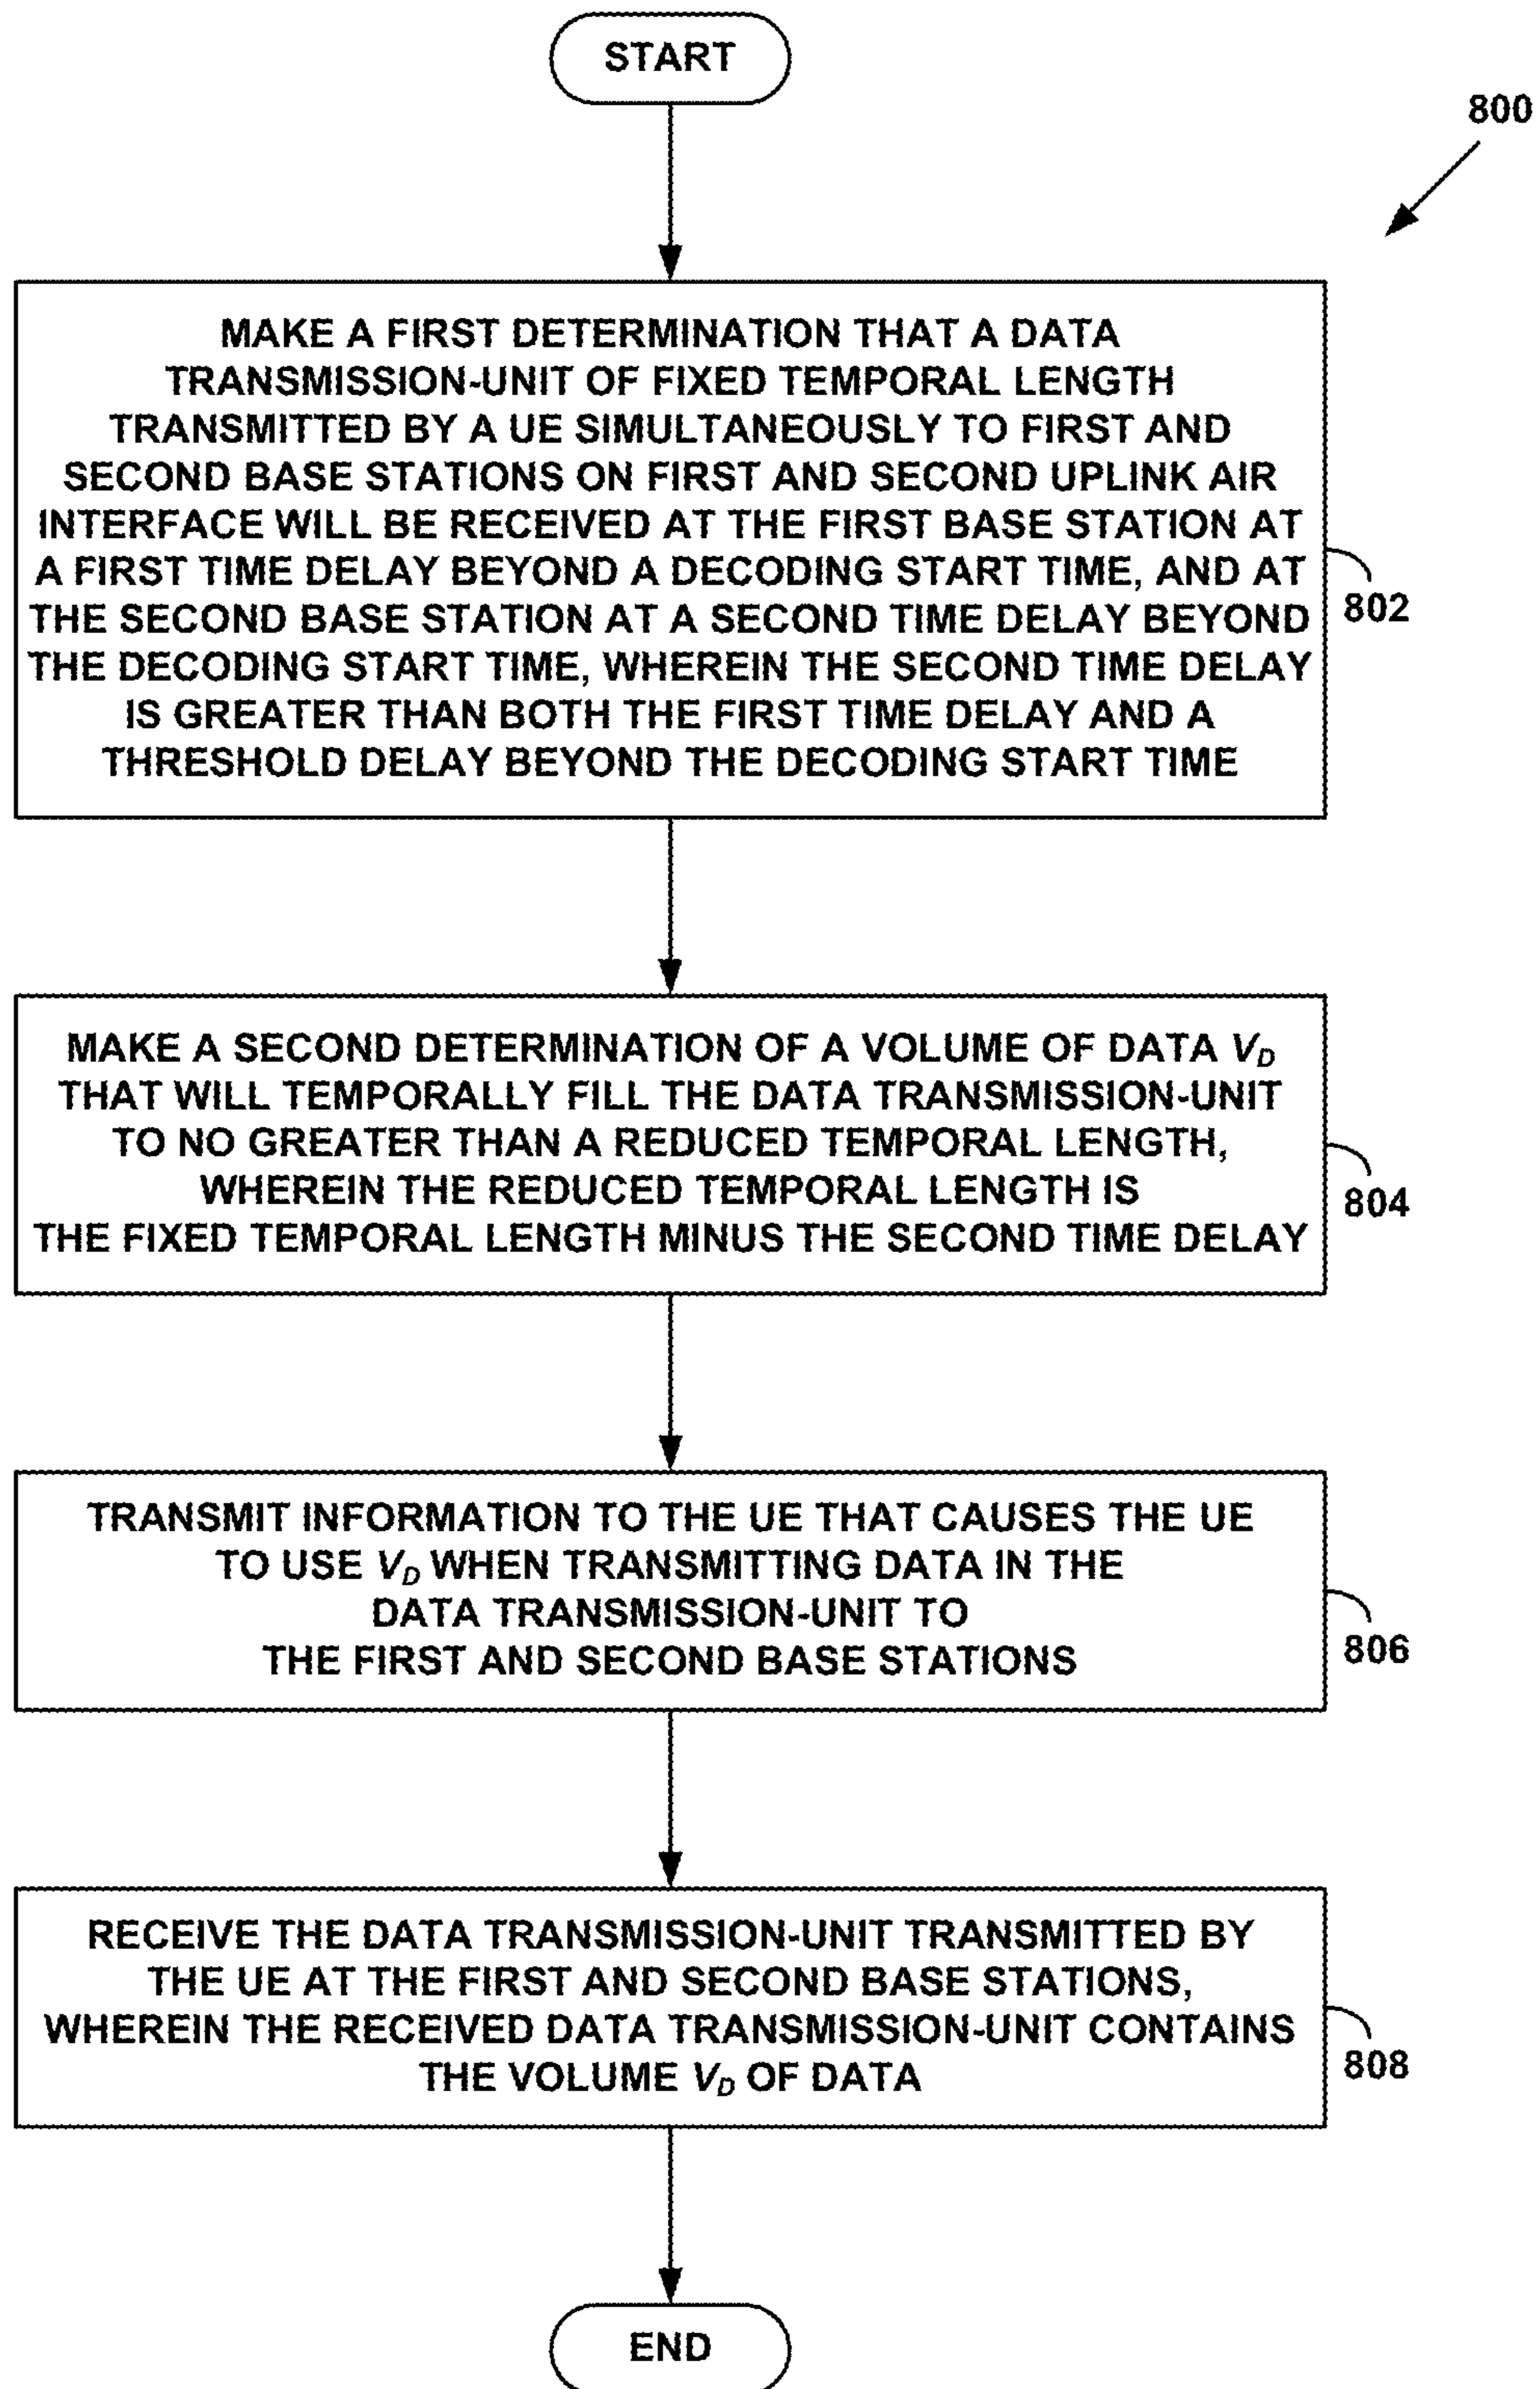 START
800
MAKE A FIRST DETERMINATION THAT A DATA
TRANSMISSION-UNIT OF FIXED TEMPORAL LENGTH
TRANSMITTED BY A UE SIMULTANEOUSLY TO FIRST AND
SECOND BASE STATIONS ON FIRST AND SECOND UPLINK AIR
INTERFACE WILL BE RECEIVED AT THE FIRST BASE STATION AT
A FIRST TIME DELAY BEYOND A DECODING START TIME, AND AT
THE SECOND BASE STATION AT A SECOND TIME DELAY BEYOND
THE DECODING START TIME, WHEREIN THE SECOND TIME DELAY
IS GREATER THAN BOTH THE FIRST TIME DELAY AND A
THRESHOLD DELAY BEYOND THE DECODING START TIME
802
MAKE A SECOND DETERMINATION OF A VOLUME OF DATA V_D
THAT WILL TEMPORALLY FILL THE DATA TRANSMISSION-UNIT
TO NO GREATER THAN A REDUCED TEMPORAL LENGTH,
WHEREIN THE REDUCED TEMPORAL LENGTH IS
THE FIXED TEMPORAL LENGTH MINUS THE SECOND TIME DELAY
804
TRANSMIT INFORMATION TO THE UE THAT CAUSES THE UE
TO USE V_D WHEN TRANSMITTING DATA IN THE
DATA TRANSMISSION-UNIT TO
THE FIRST AND SECOND BASE STATIONS
806
RECEIVE THE DATA TRANSMISSION-UNIT TRANSMITTED BY
THE UE AT THE FIRST AND SECOND BASE STATIONS,
WHEREIN THE RECEIVED DATA TRANSMISSION-UNIT CONTAINS
THE VOLUME V_D OF DATA
808
END